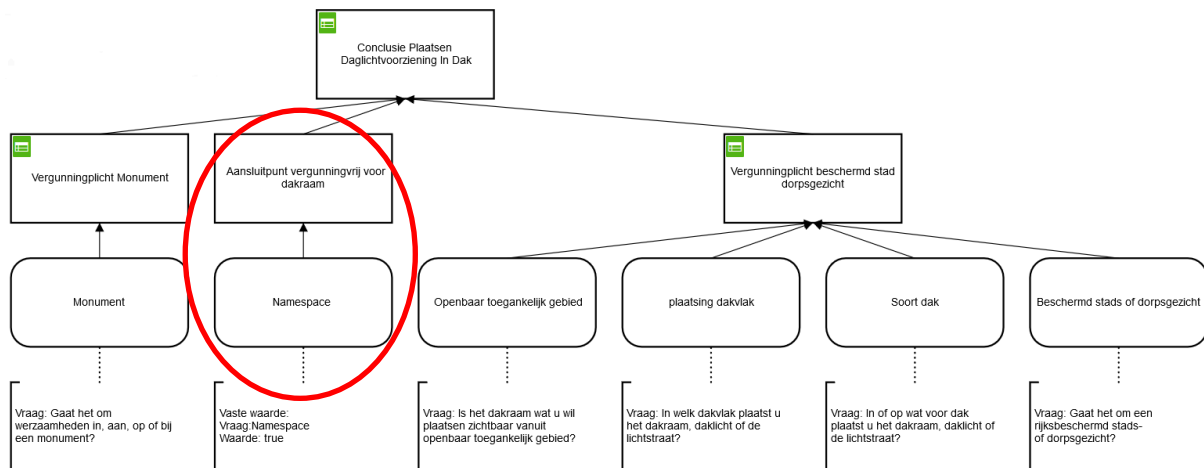 Conclusie Plaatsen
Daglichtvoorziening In Dak
Vergunningplicht Monument
Aansluitpunt vergunningvrij voor
dakraam
Vergunningplicht beschermd stad
dorpsgezicht
Monument
Namespace
Openbaar toegankelijk gebied
plaatsing dakvlak
Soort dak
Beschermd stads of dorpsgezicht
Vraag: Gaat het om
werzaamheden in, aan, op of bij
een monument?
Vaste waarde:
Vraag:Namespace
Waarde: true
Vraag: Is het dakraam wat u wil
plaatsen zichtbaar vanuit
openbaar toegankelijk gebied?
Vraag: In welk dakvlak plaatst u
het dakraam, daklicht of de
lichtstraat?
Vraag: In of op wat voor dak
plaatst u het dakraam, daklicht of
de lichtstraat?
Vraag: Gaat het om een
rijksbeschermd stads-
of dorpsgezicht?